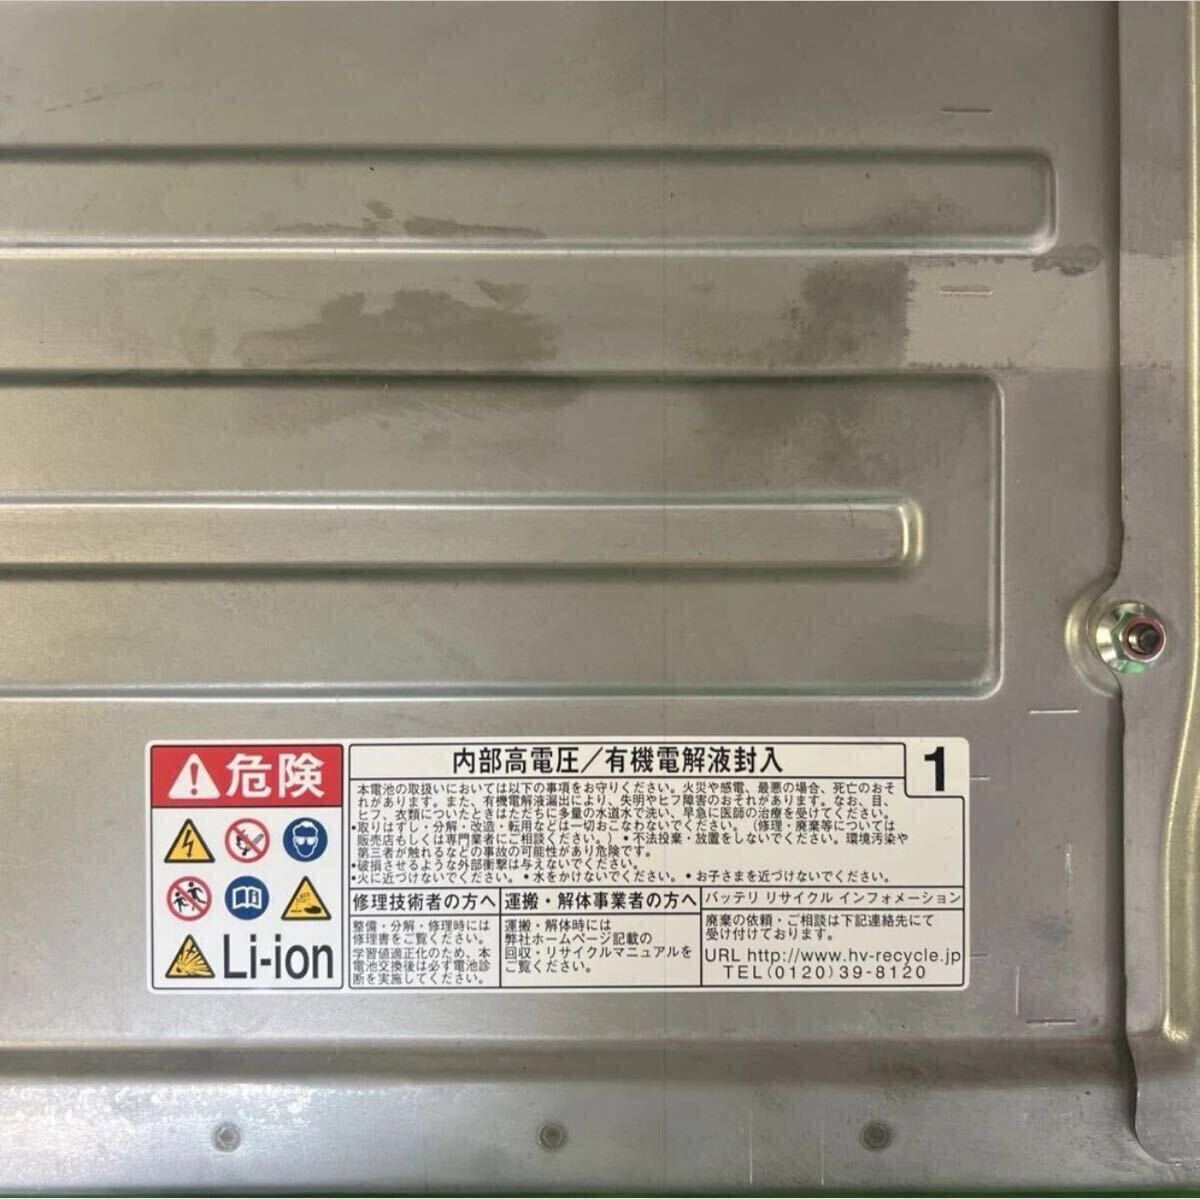 危険
Li-ion
内部高電圧／有機電解液封入
1
本電池の取扱いにおいては以下の事項をお守りください。火災や感電、最悪の場合、死亡のおそ
れがあります。また、有機電解液漏出により、失明やヒフ障害のおそれがあります。なお、目、
ヒフ、衣類についたときはただちに多量の水道水で洗い、早急に医師の治療を受けてください。
•取りはずし・分解・改造・転用などは一切おこなわないでください。（修理・廃棄等については
販売店もしくは専門業者にご相談ください。）•不法投棄・放置をしないでください。環境汚染や
第三者が触れるなどの事故の可能性があり危険です。
•破損させるような外部衝撃は与えないでください。
•火に近づけないでください。•水をかけないでください。•お子さまを近づけないでください。
修理技術者の方へ
整備・分解・修理時には
修理書をご覧ください。
学習値適正化のため、本
電池交換後は必ず電池診
断を実施してください。
運搬・解体事業者の方へ
運搬・解体時には
弊社ホームページ記載の
回収・リサイクルマニュアルを
ご覧ください。
バッテリ リサイクル インフォメーション
廃棄の依頼・ご相談は下記連絡先にて
受け付けております。
URL http://www.hv-recycle.jp
TEL(0120)39-8120